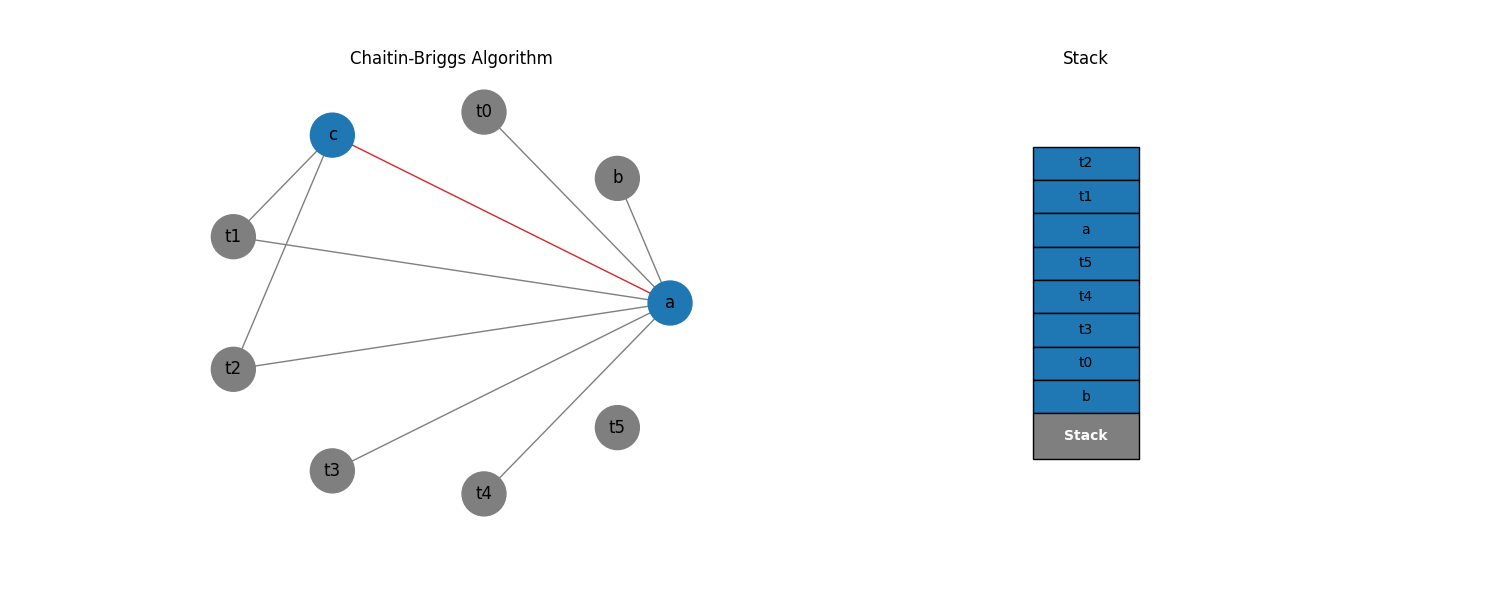 Chaitin-Briggs Algorithm
t0
c
b
t1
a
t2
t5
t3
t4
Stack
t2
t1
a
t5
t4
t3
t0
b
Stack